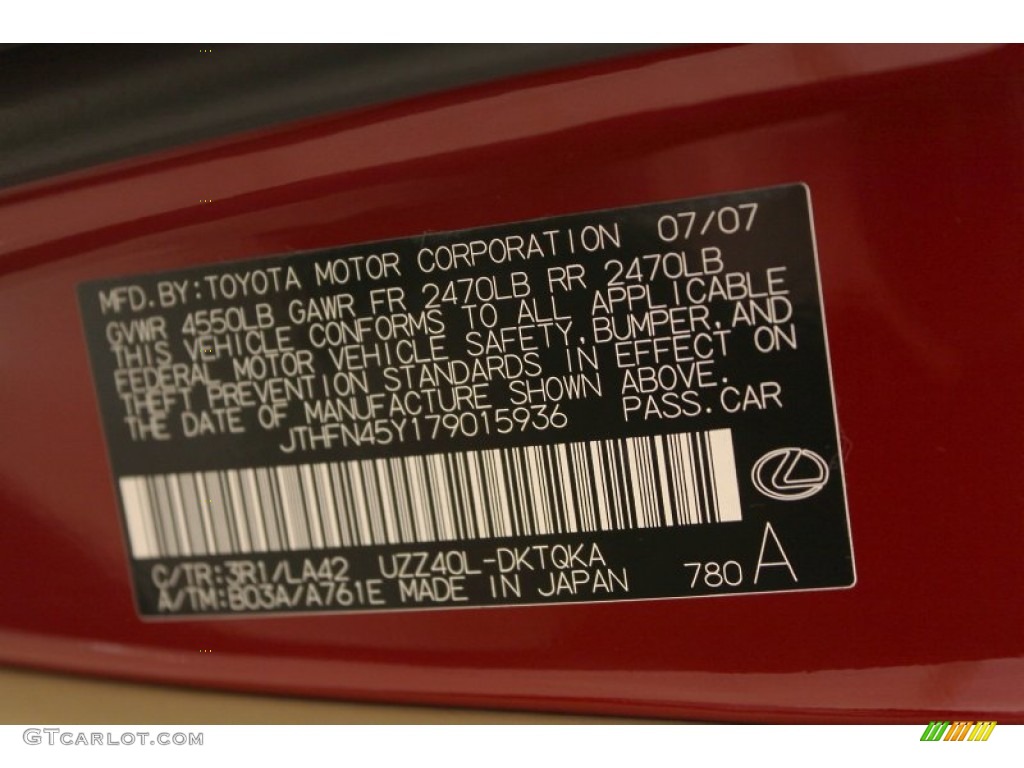 MFD.BY:TOYOTA MOTOR CORPORATION 07/07
GVWR 4550LB GAWR FR 2470LB RR 2470LB
THIS VEHICLE CONFORMS TO ALL APPLICABLE
FEDERAL MOTOR VEHICLE SAFETY,BUMPER,AND
THEFT PREVENTION STANDARDS IN EFFECT ON
THE DATE OF MANUFACTURE SHOWN ABOVE.
JTHFN45Y179015936 PASS.CAR
C/TR:3R1/LA42 UZZ40L-DKTQKA
A/TM:B03A/A761E MADE IN JAPAN 780 A
GTCARLOT.COM